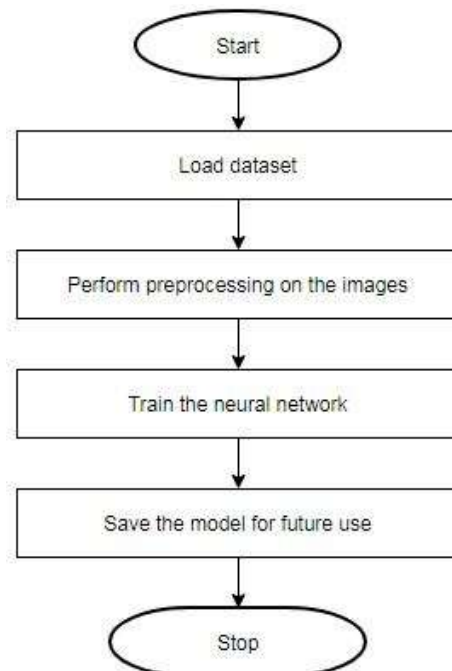 Start
Load dataset
Perform preprocessing on the images
Train the neural network
Save the model for future use
Stop